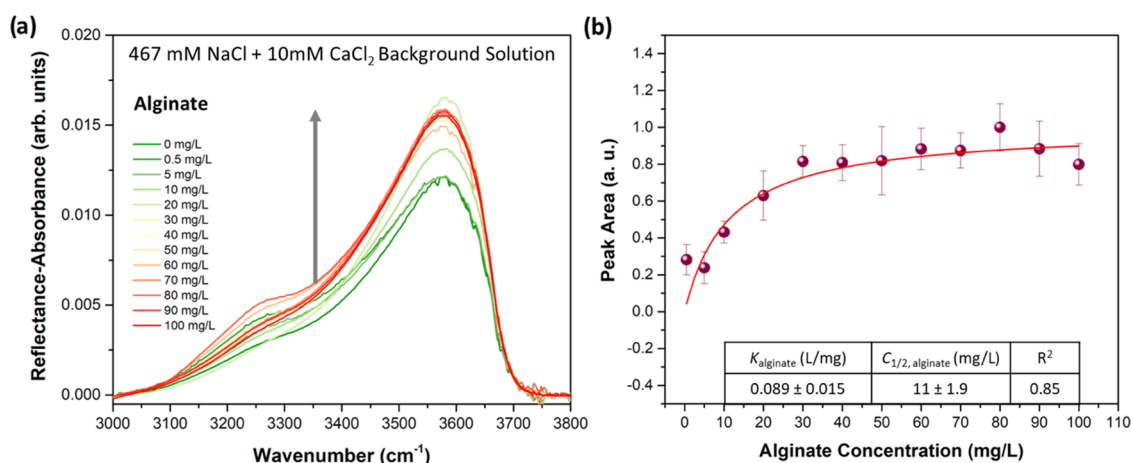 (a)
467 mM NaCl + 10mM CaCl₂ Background Solution
Alginate
0 mg/L
0.5 mg/L
5 mg/L
10 mg/L
20 mg/L
30 mg/L
40 mg/L
50 mg/L
60 mg/L
70 mg/L
80 mg/L
90 mg/L
100 mg/L
Reflectance-Absorbance (arb. units)
0.020
0.015
0.010
0.005
0.000
3000 3100 3200 3300 3400 3500 3600 3700 3800
Wavenumber (cm⁻¹)
(b)
Peak Area (a. u.)
1.4
1.2
1.0
0.8
0.6
0.4
0.2
0.0
-0.2
-0.4
K alginate (L/mg) C 1/2, alginate (mg/L) R²
0.089 ± 0.015 11 ± 1.9 0.85
0 10 20 30 40 50 60 70 80 90 100 110
Alginate Concentration (mg/L)